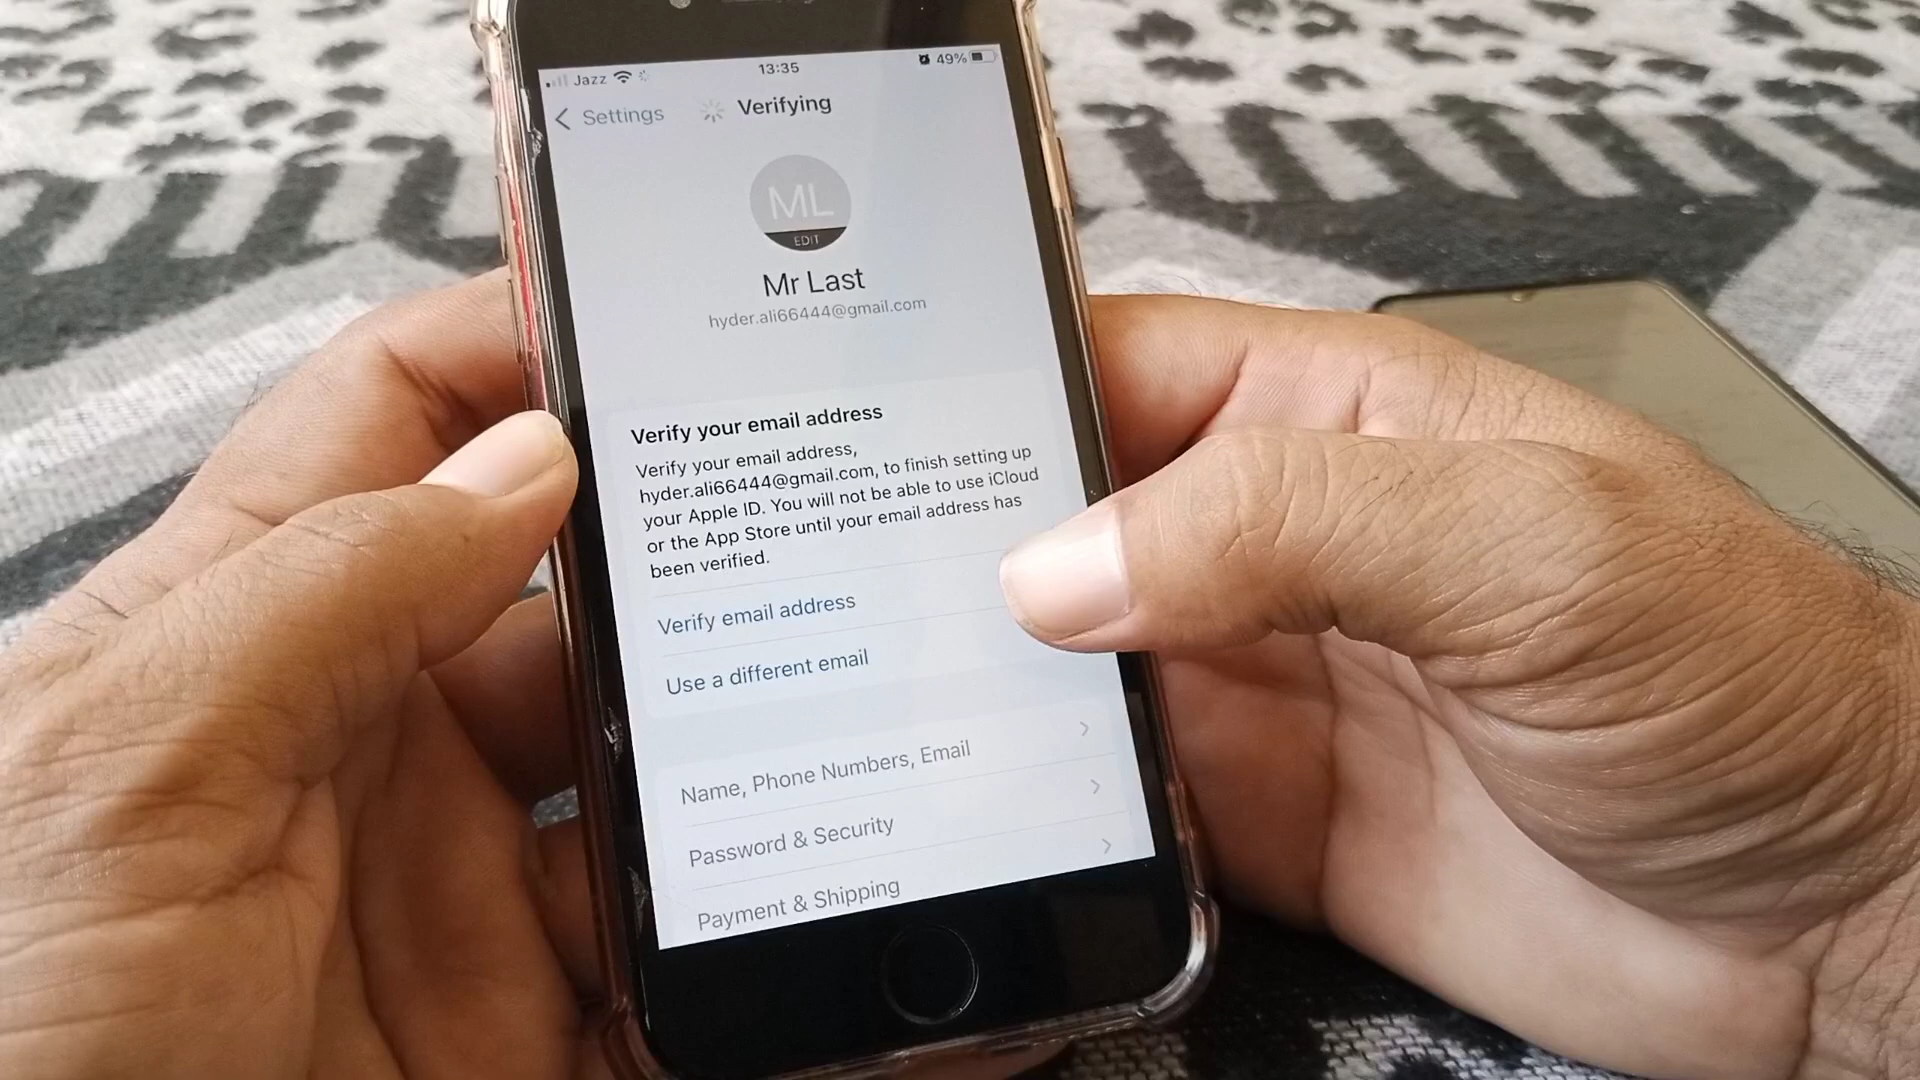 Jazz
13:35
49%
Settings
Verifying
ML
EDIT
Mr Last
hyder.ali66444@gmail.com
Verify your email address
Verify your email address,
hyder.ali66444@gmail.com, to finish setting up
your Apple ID. You will not be able to use iCloud
or the App Store until your email address has
been verified.
Verify email address
Use a different email
Name, Phone Numbers, Email
Password & Security
Payment & Shipping